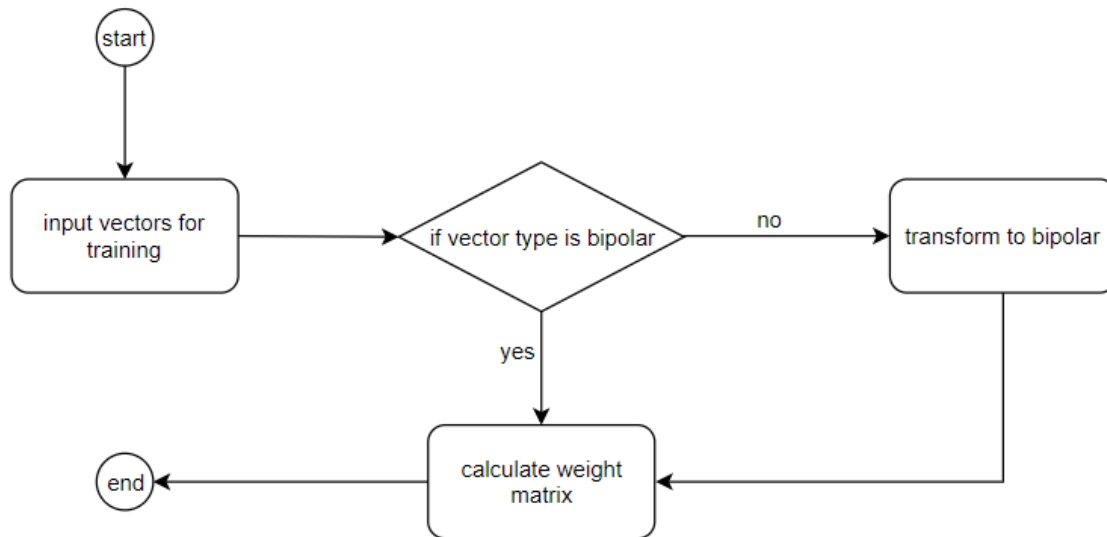 start
input vectors for
training
if vector type is bipolar
no
transform to bipolar
yes
calculate weight
matrix
end